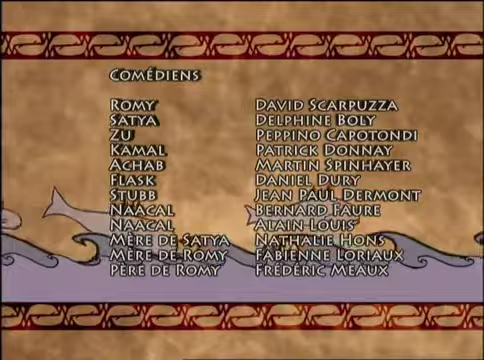 Comédiens
Romy David Scarpuzza
Satya Delphine Boly
Zu Peppino Capotondi
Kamal Patrick Donnay
Achab Martin Spinhayer
Flask Daniel Dury
Stubb Jean Paul Dermont
Naacal Bernard Faure
Naacal Alain Louis
Mère de Satya Nathalie Hons
Mère de Romy Fabienne Loriaux
Père de Romy Frédéric Meaux